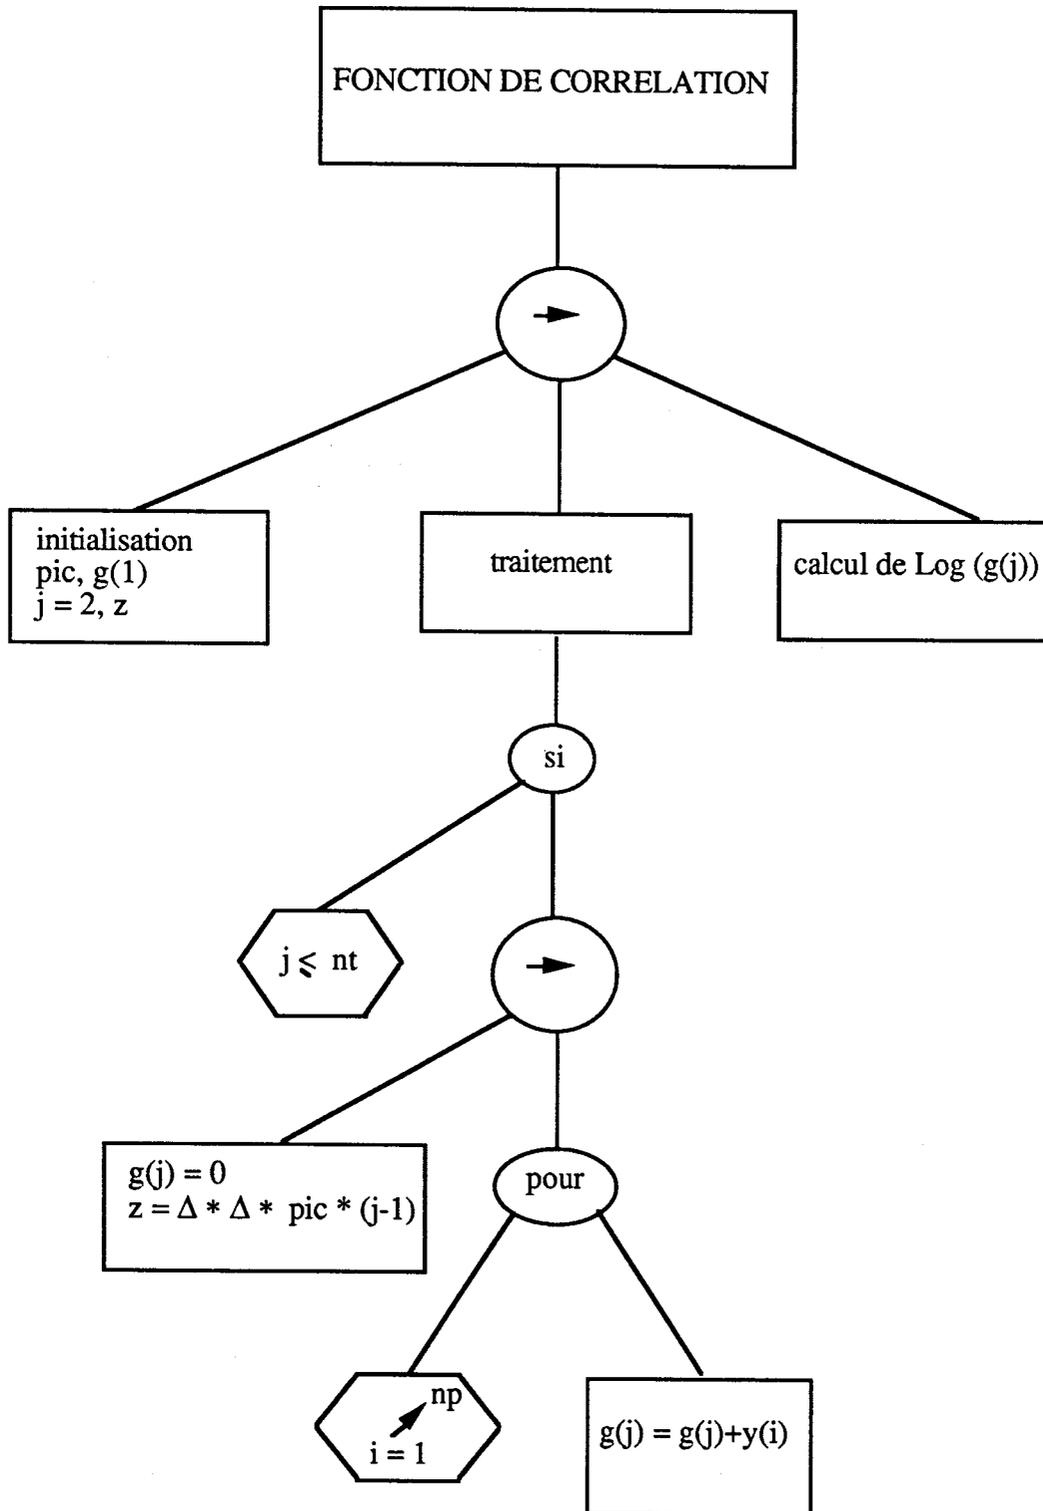 FONCTION DE CORRELATION
initialisation
pic, g(1)
j = 2, z
traitement
calcul de Log (g(j))
si
j ⩽ nt
g(j) = 0
z = Δ * Δ * pic * (j-1)
pour
np
i = 1
g(j) = g(j)+y(i)